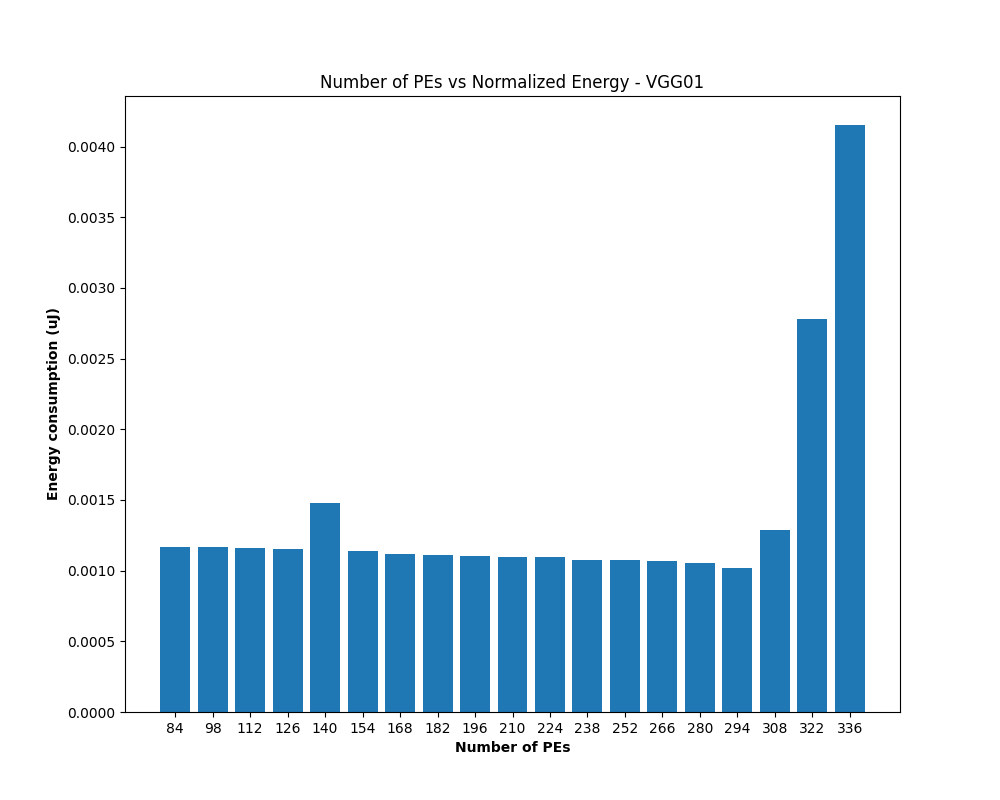 Number of PEs vs Normalized Energy - VGG01
Energy consumption (uJ)
0.0040
0.0035
0.0030
0.0025
0.0020
0.0015
0.0010
0.0005
0.0000
84 98 112 126 140 154 168 182 196 210 224 238 252 266 280 294 308 322 336
Number of PEs